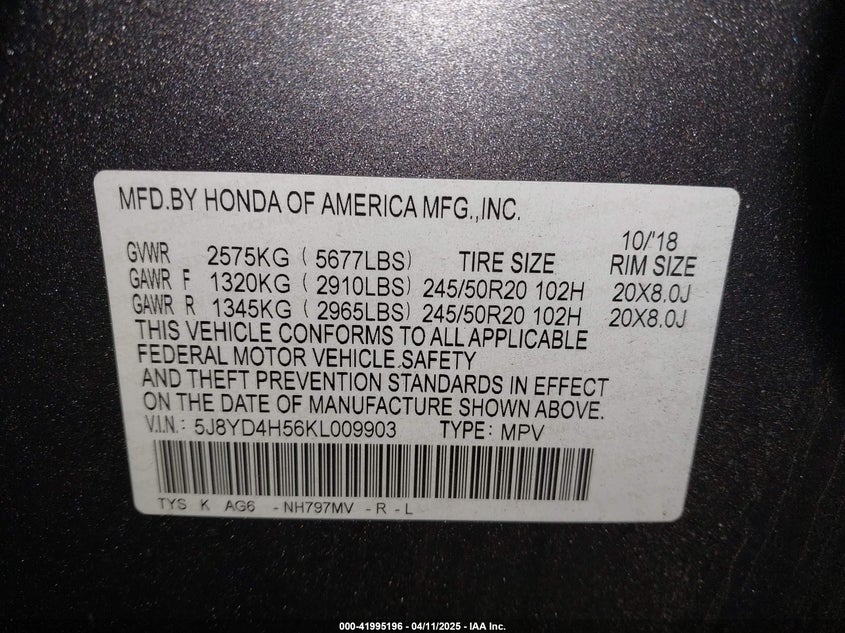 MFD.BY HONDA OF AMERICA MFG.,INC.
10/'18
GVWR 2575KG ( 5677LBS) TIRE SIZE RIM SIZE
GAWR F 1320KG ( 2910LBS) 245/50R20 102H 20X8.0J
GAWR R 1345KG ( 2965LBS) 245/50R20 102H 20X8.0J
THIS VEHICLE CONFORMS TO ALL APPLICABLE
FEDERAL MOTOR VEHICLE SAFETY
AND THEFT PREVENTION STANDARDS IN EFFECT
ON THE DATE OF MANUFACTURE SHOWN ABOVE.
V.I.N.: 5J8YD4H56KL009903 TYPE: MPV
TYS K AG6 -NH797MV -R -L
000-41995196 - 04/11/2025 - IAA Inc.